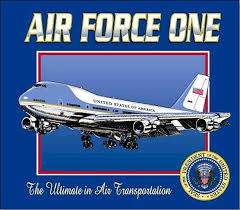 AIR FORCE ONE
UNITED STATES OF AMERICA
The Ultimate in Air Transportation